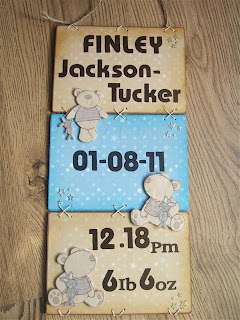 FINLEY
Jackson-
Tucker
01-08-11
12.18Pm
6lb 6oz